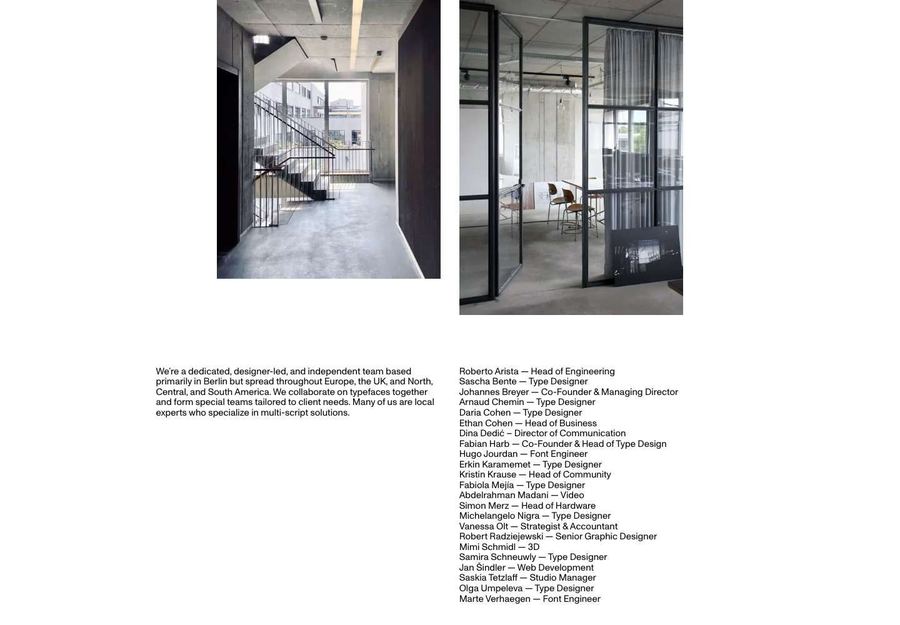 We're a dedicated, designer-led, and independent team based
primarily in Berlin but spread throughout Europe, the UK, and North,
Central, and South America. We collaborate on typefaces together
and form special teams tailored to client needs. Many of us are local
experts who specialize in multi-script solutions.
Roberto Arista — Head of Engineering
Sascha Bente — Type Designer
Johannes Breyer — Co-Founder & Managing Director
Arnaud Chemin — Type Designer
Daria Cohen — Type Designer
Ethan Cohen — Head of Business
Dina Dedić – Director of Communication
Fabian Harb — Co-Founder & Head of Type Design
Hugo Jourdan — Font Engineer
Erkin Karamemet — Type Designer
Kristin Krause — Head of Community
Fabiola Mejía — Type Designer
Abdelrahman Madani — Video
Simon Merz — Head of Hardware
Michelangelo Nigra — Type Designer
Vanessa Olt — Strategist & Accountant
Robert Radziejewski — Senior Graphic Designer
Mimi Schmidl — 3D
Samira Schneuwly — Type Designer
Jan Šindler — Web Development
Saskia Tetzlaff — Studio Manager
Olga Umpeleva — Type Designer
Marte Verhaegen — Font Engineer